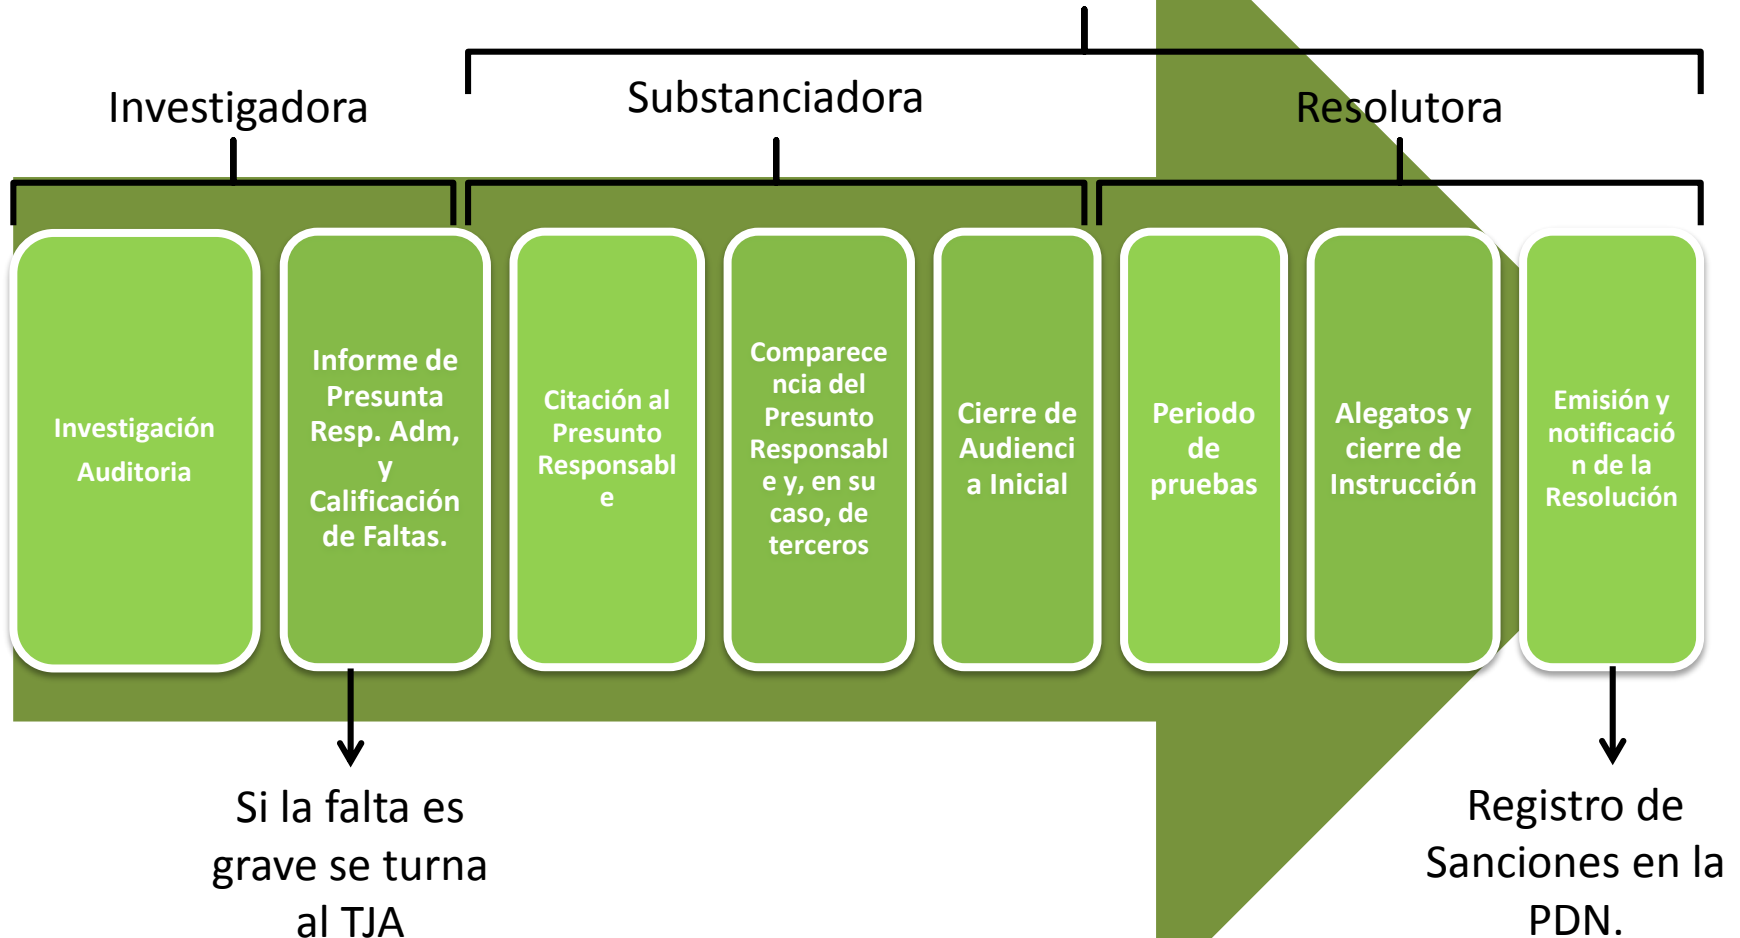 Investigadora
Substanciadora
Resolutora
Investigación
Auditoria
Informe de
Presunta
Resp. Adm,
y
Calificación
de Faltas.
Citación al
Presunto
Responsabl
e
Comparece
ncia del
Presunto
Responsabl
e y, en su
caso, de
terceros
Cierre de
Audienci
a Inicial
Periodo
de
pruebas
Alegatos y
cierre de
Instrucción
Emisión y
notificació
n de la
Resolución
Si la falta es
grave se turna
al TJA
Registro de
Sanciones en la
PDN.